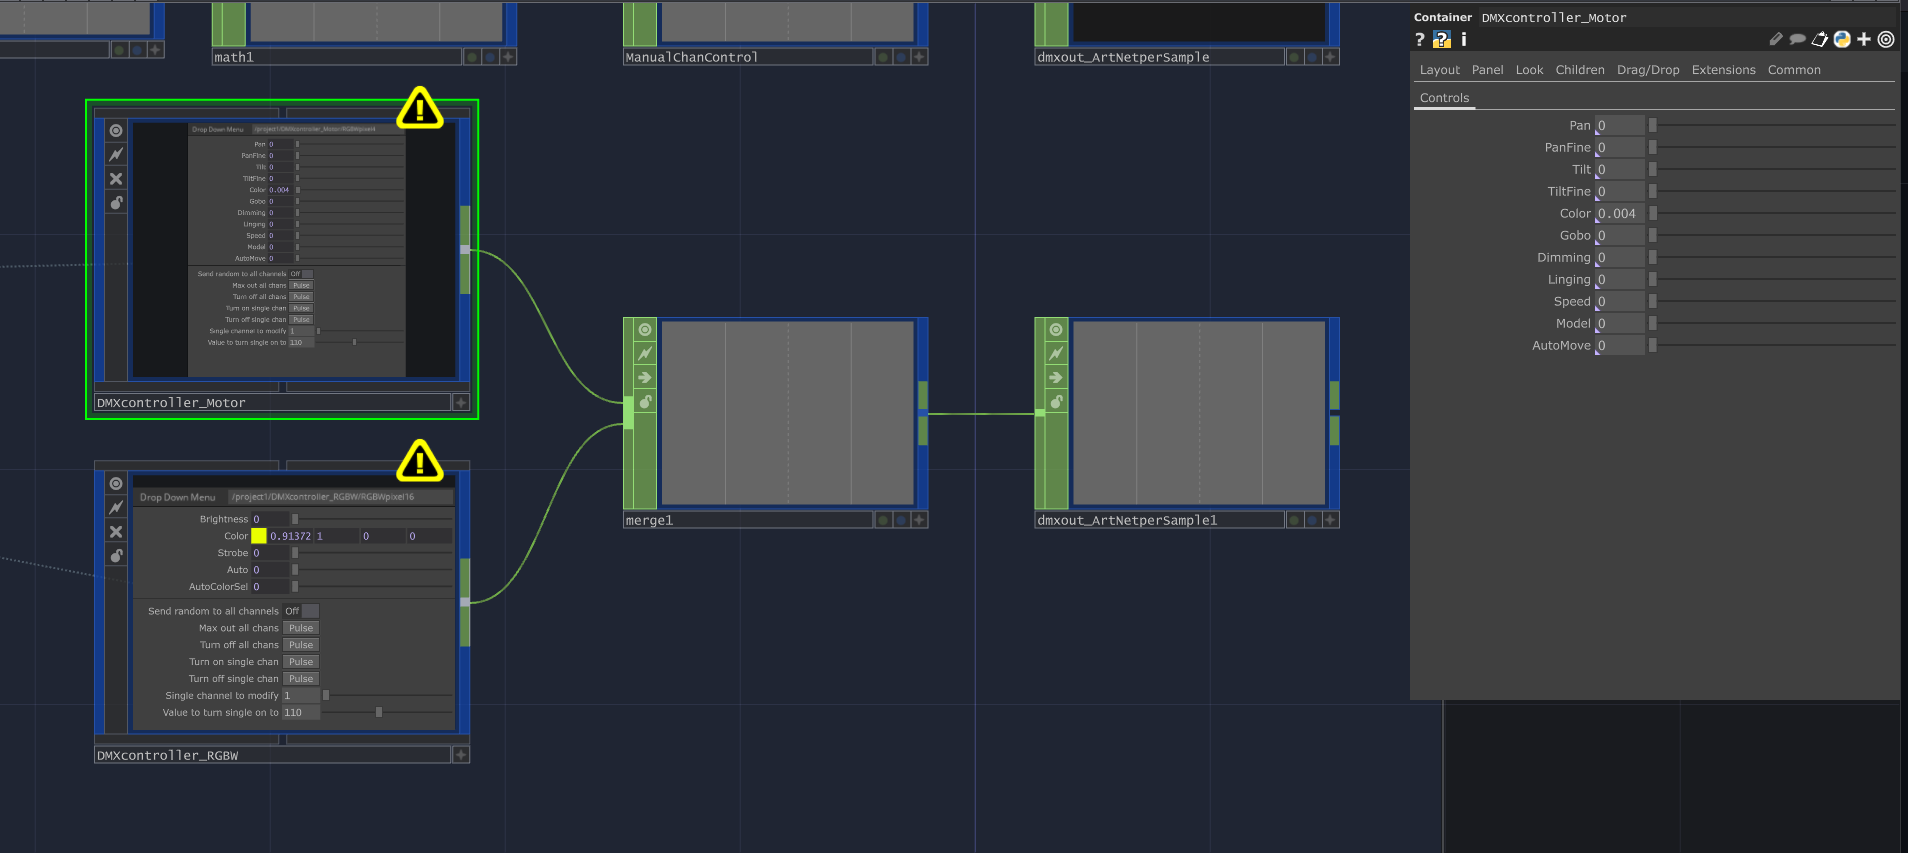 math1
ManualChanControl
dmxout_ArtNetperSample
Container DMXcontroller_Motor
? ? i
Layout Panel Look Children Drag/Drop Extensions Common
Controls
Pan 0
PanFine 0
Tilt 0
TiltFine 0
Color 0.004
Gobo 0
Dimming 0
Linging 0
Speed 0
Model 0
AutoMove 0
Drop Down Menu /project1/DMXcontroller_Motor/RGBWpixel4
Pan 0
PanFine 0
Tilt 0
TiltFine 0
Color 0.004
Gobo 0
Dimming 0
Linging 0
Speed 0
Model 0
AutoMove 0
Send random to all channels Off
Max out all chans Pulse
Turn off all chans Pulse
Turn on single chan Pulse
Turn off single chan Pulse
Single channel to modify 1
Value to turn single on to 110
DMXcontroller_Motor
Drop Down Menu /project1/DMXcontroller_RGBW/RGBWpixel16
Brightness 0
Color 0.91372 1 0 0
Strobe 0
Auto 0
AutoColorSel 0
Send random to all channels Off
Max out all chans Pulse
Turn off all chans Pulse
Turn on single chan Pulse
Turn off single chan Pulse
Single channel to modify 1
Value to turn single on to 110
DMXcontroller_RGBW
merge1
dmxout_ArtNetperSample1